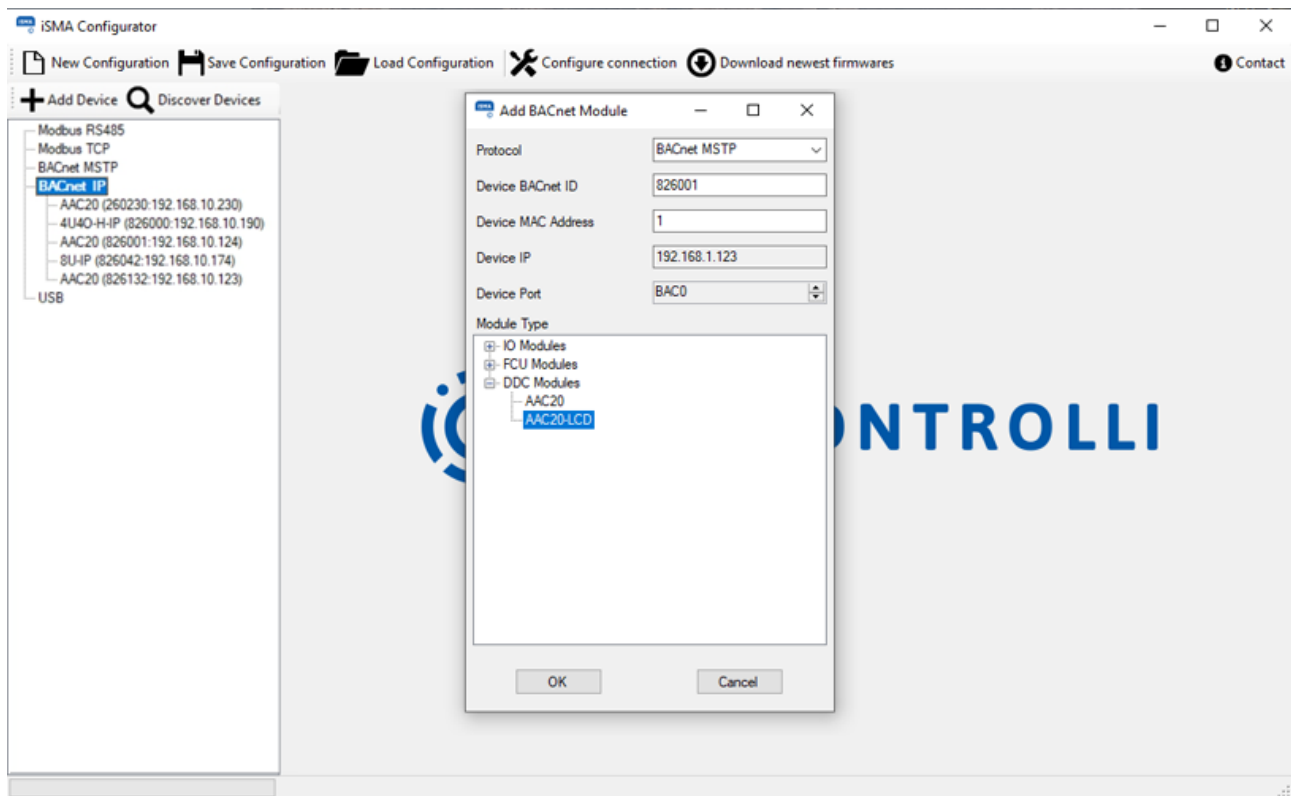 iSMA Configurator
New Configuration Save Configuration Load Configuration Configure connection Download newest firmwares Contact
Add Device Discover Devices
Modbus RS485
Modbus TCP
BACnet MSTP
BACnet IP
AAC20 (260230:192.168.10.230)
4U4O-H-IP (826000:192.168.10.190)
AAC20 (826001:192.168.10.124)
8U-IP (826042:192.168.10.174)
AAC20 (826132:192.168.10.123)
USB
Add BACnet Module
Protocol BACnet MSTP
Device BACnet ID 826001
Device MAC Address 1
Device IP 192.168.1.123
Device Port BAC0
Module Type
IO Modules
FCU Modules
DDC Modules
AAC20
AAC20-LCD
OK Cancel
NTROLLI